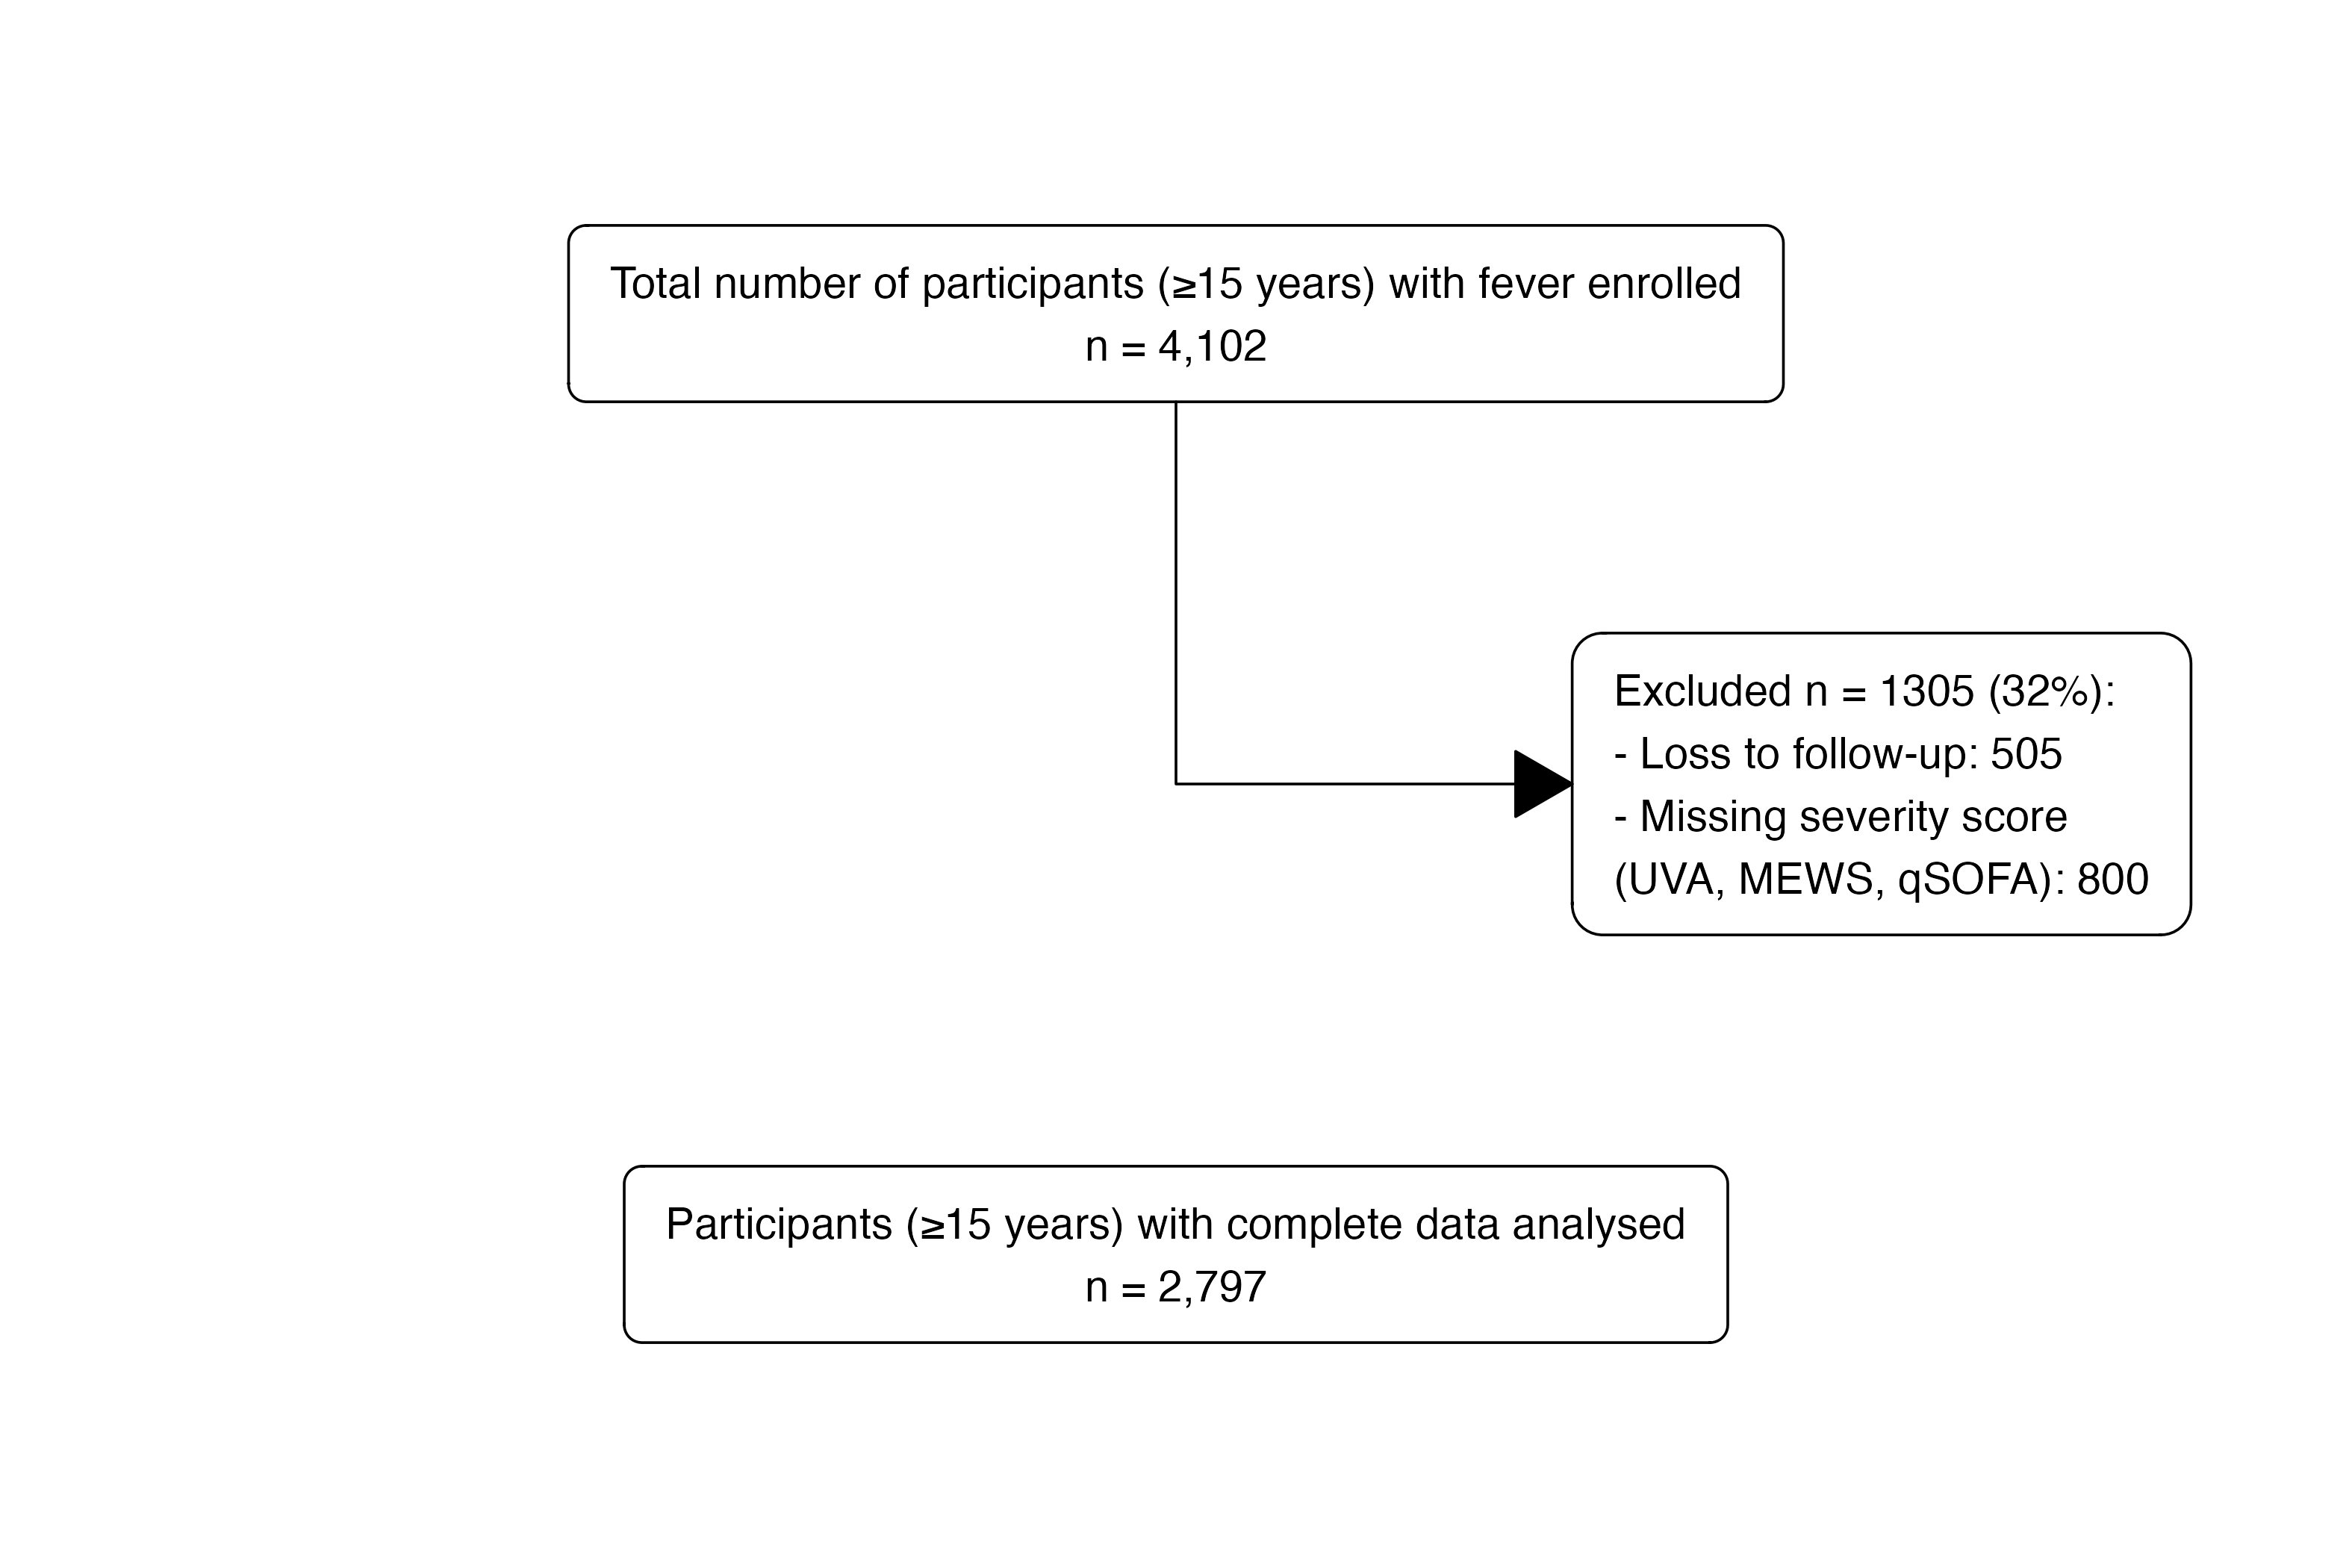 Total number of participants (≥15 years) with fever enrolled
n = 4,102
Excluded n = 1305 (32%):
- Loss to follow-up: 505
- Missing severity score
(UVA, MEWS, qSOFA): 800
Participants (≥15 years) with complete data analysed
n = 2,797